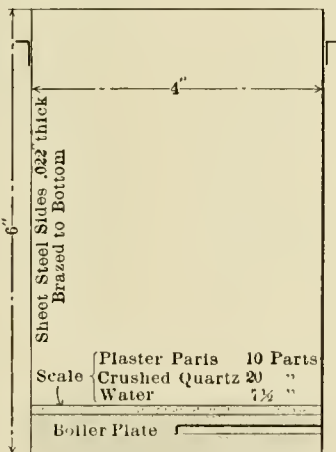 4"
6"
Sheet Steel Sides .022" thick
Brazed to Bottom
Plaster Paris 10 Parts
Scale Crushed Quartz 20 "
Water 7½ "
Boiler Plate